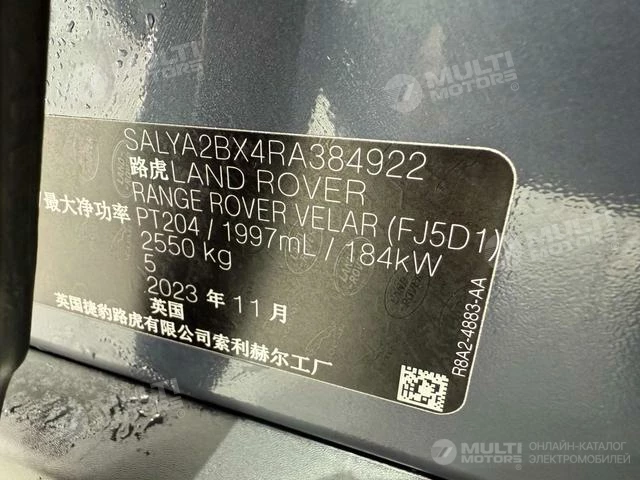 SALYA2BX4RA384922
路虎LAND ROVER
RANGE ROVER VELAR (FJ5D1)
/最大净功率 PT204 / 1997mL / 184kW
2550 kg
5
2023 年 11 月
英国
英国捷豹路虎有限公司索利赫尔工厂
R8A2-4883-AA
7 MULTI MOTORS®
7 MULTI MOTORS® ОНЛАЙН-КАТАЛОГ ЭЛЕКТРОМОБИЛЕЙ